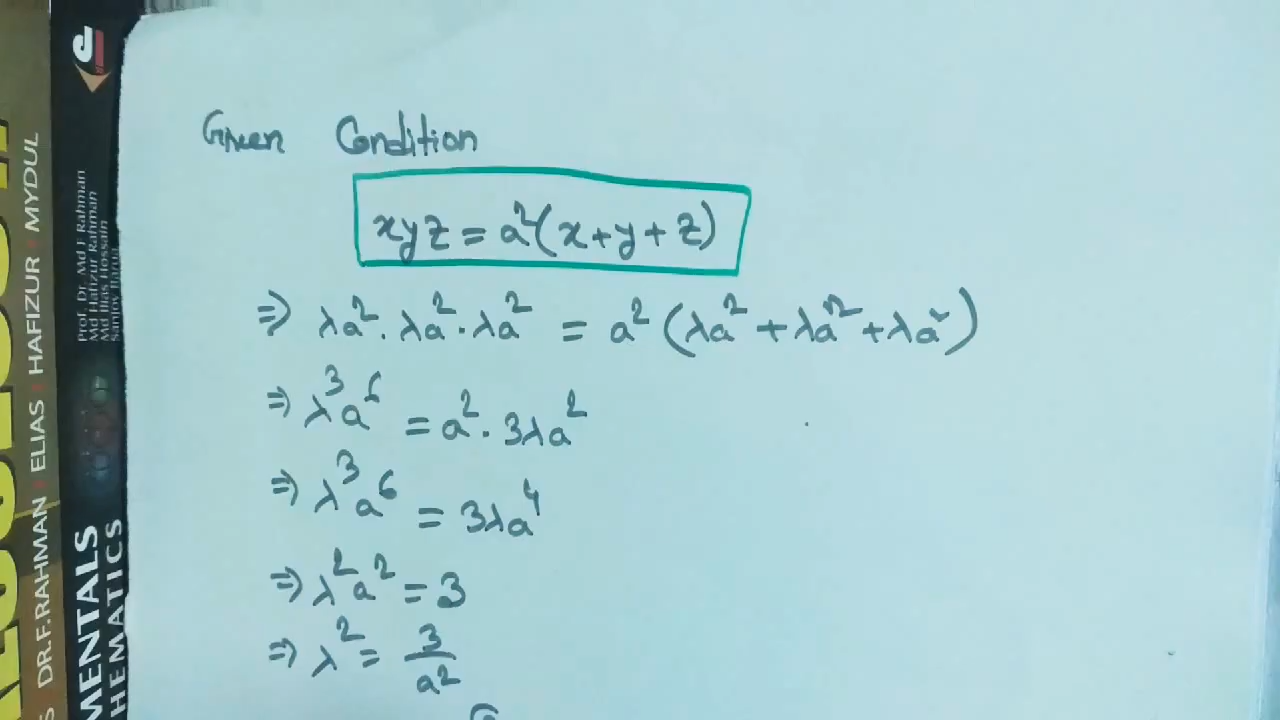 Given Condition
xyz = a²(x+y+z)
⇒ λa².λa².λa² = a²(λa² + λa² + λa²)
⇒ λ³a⁶ = a² . 3λa²
⇒ λ³a⁶ = 3λa⁴
⇒ λ²a² = 3
⇒ λ² = 3/a²
DR.F.RAHMAN ı ELIAS ı HAFIZUR ı MYDUL
MENTALS
HEMATICS
Prof. Dr. Md J. Rahman
Md Hafizur Rahman
Md Ilias Hossain